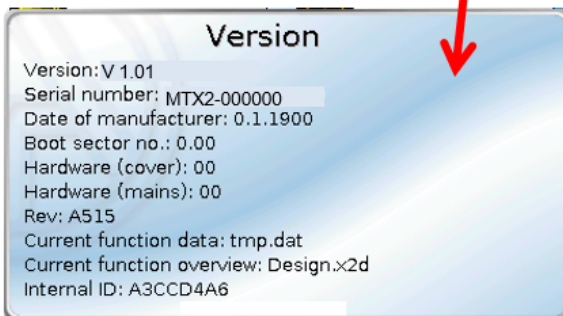 Version
Version: V 1.01
Serial number: MTX2-000000
Date of manufacturer: 0.1.1900
Boot sector no.: 0.00
Hardware (cover): 00
Hardware (mains): 00
Rev: A515
Current function data: tmp.dat
Current function overview: Design.x2d
Internal ID: A3CCD4A6